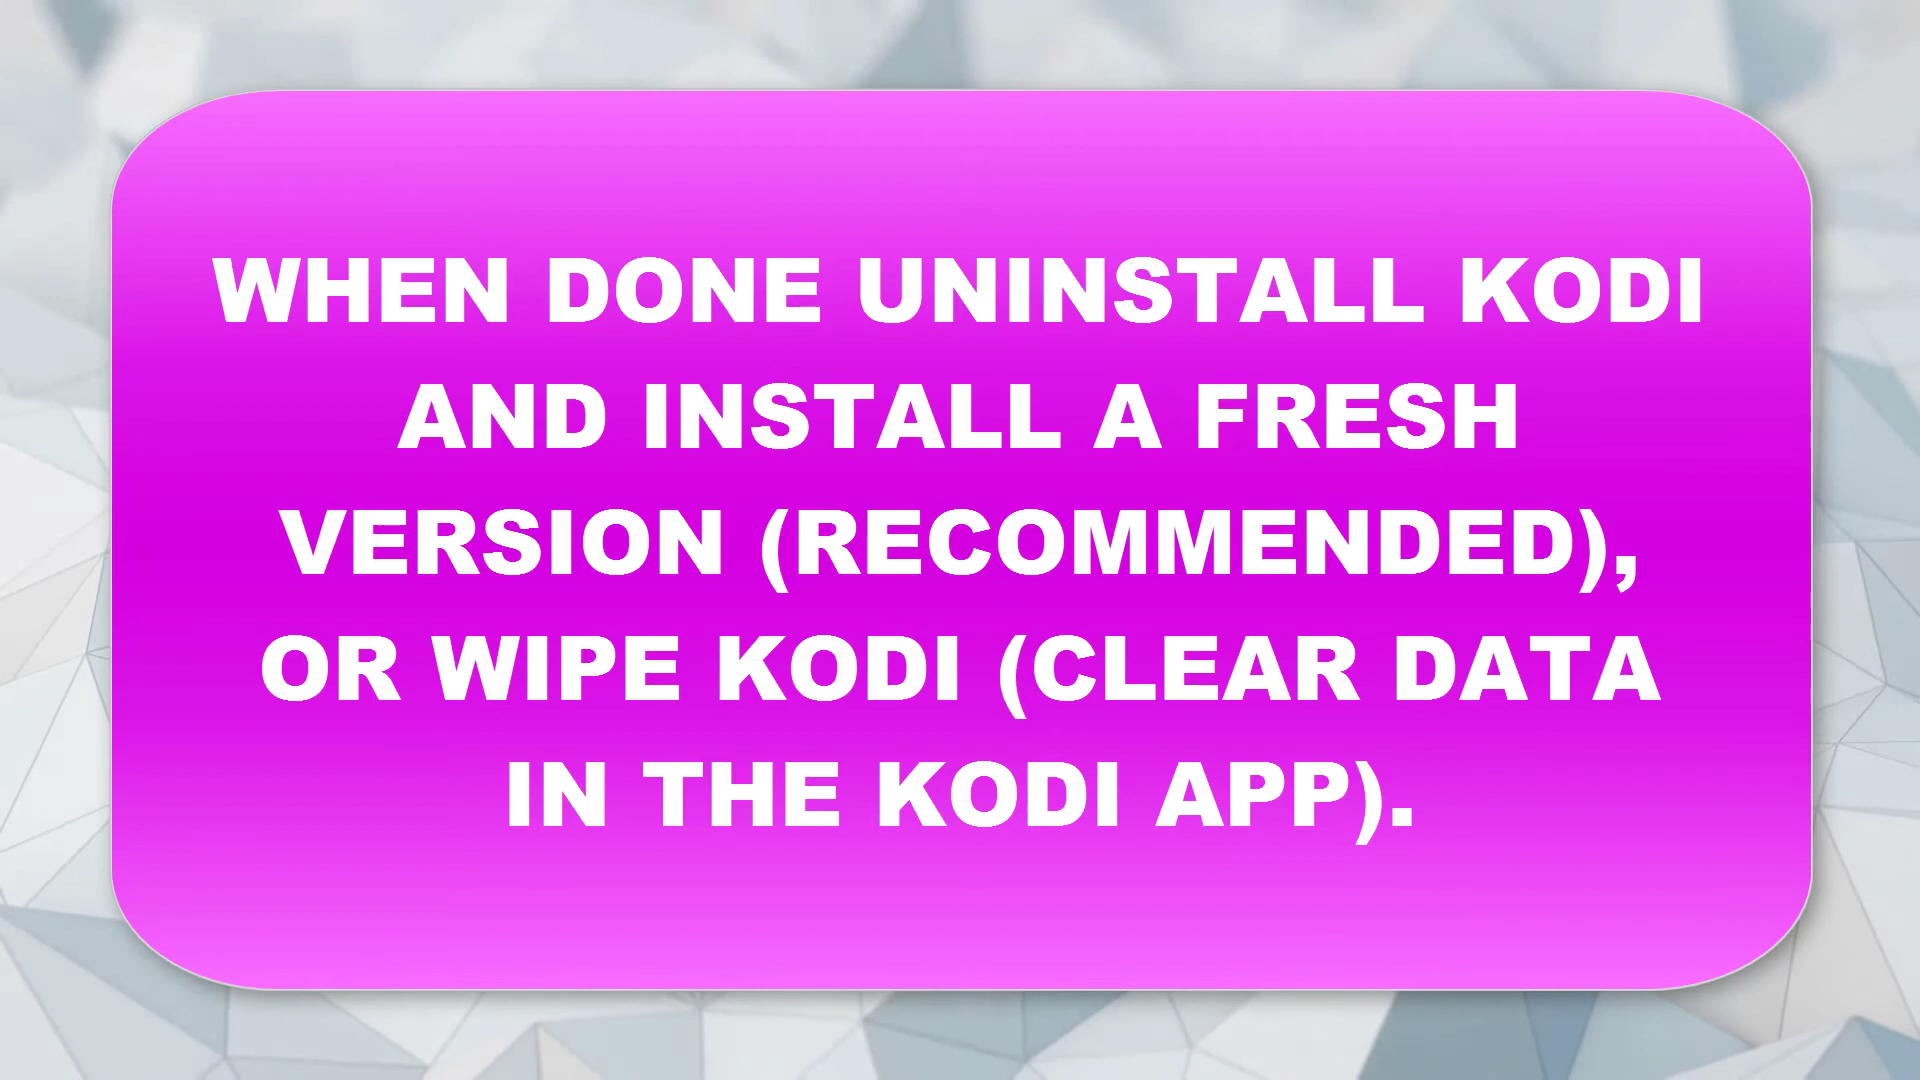 WHEN DONE UNINSTALL KODI
AND INSTALL A FRESH
VERSION (RECOMMENDED),
OR WIPE KODI (CLEAR DATA
IN THE KODI APP).